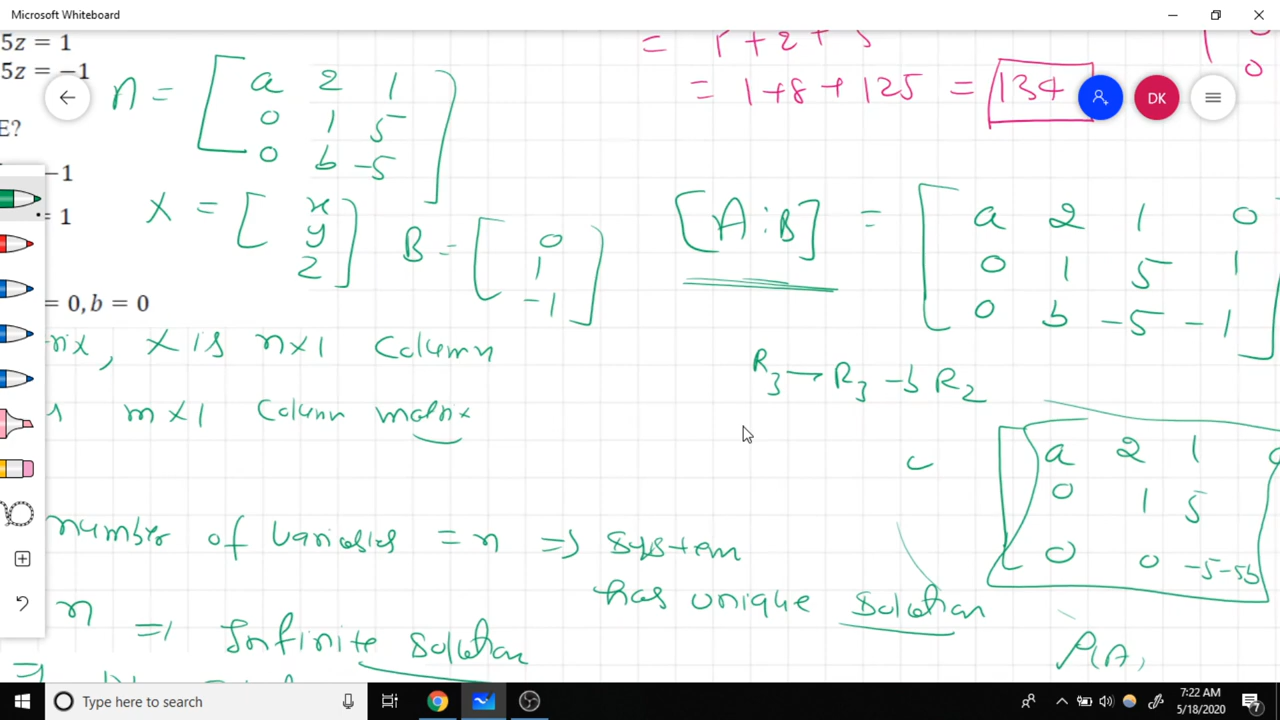 Microsoft Whiteboard
5z = 1
5z = −1
E?
−1
= 1
= 0, b = 0
= 1 + 8 + 125 = 134
DK
A = [ a 2 1
0 1 5
0 b -5 ]
X = [ x
y
z ]
B = [ 0
1
-1 ]
[A : B] = [ a 2 1 0
0 1 5 1
0 b -5 -1 ]
R3 → R3 - b R2
a 2 1
0 1 5
0 0 -5-5b
X is n×1 Column
m×1 Column matrix
number of variables = n => system
has unique solution
n => Infinite solution
ρ(A,
Type here to search
7:22 AM
5/18/2020
7